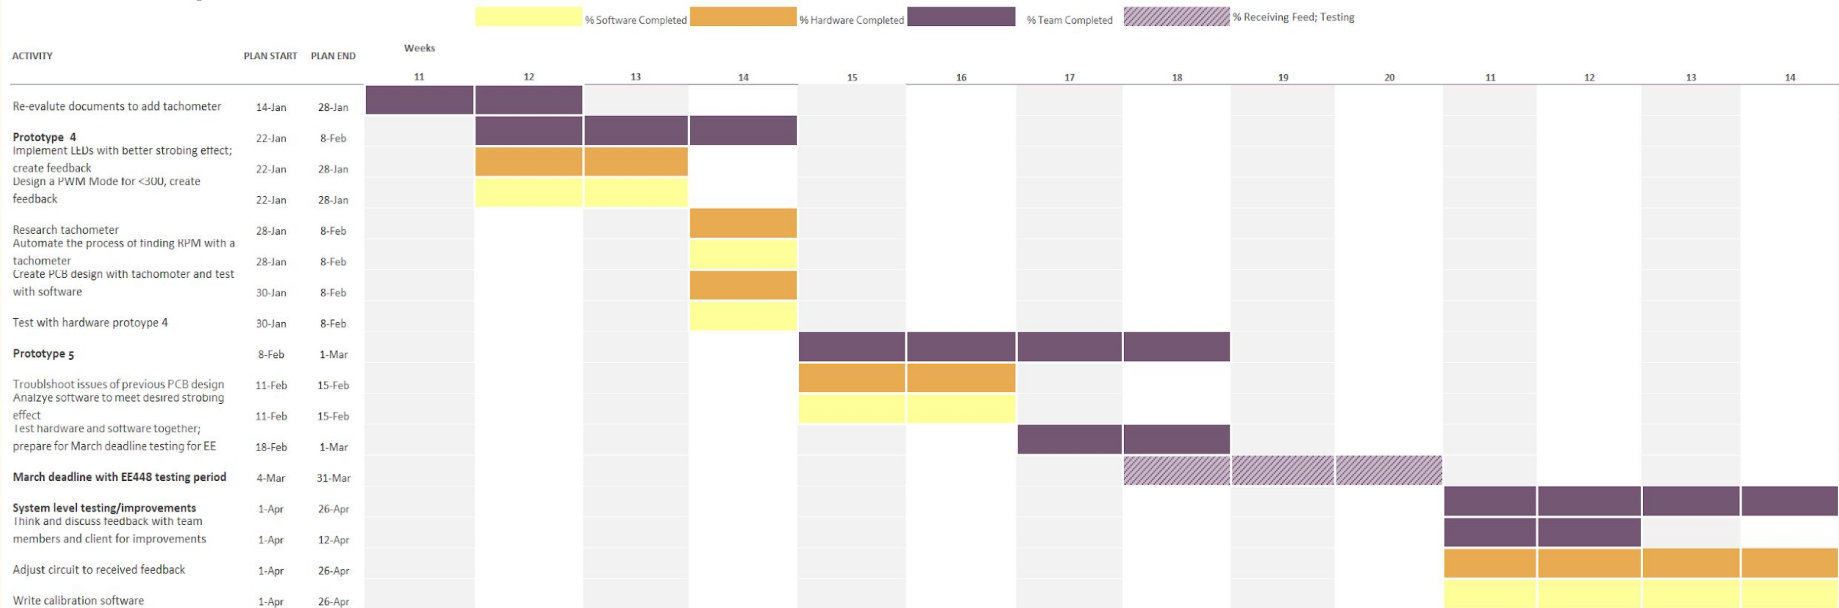 % Software Completed % Hardware Completed % Team Completed % Receiving Feed; Testing
Weeks
ACTIVITY PLAN START PLAN END
11 12 13 14 15 16 17 18 19 20 11 12 13 14
Re-evalute documents to add tachometer 14-Jan 28-Jan
Prototype 4 22-Jan 8-Feb
Implement LEDs with better strobing effect;
create feedback 22-Jan 28-Jan
Design a PWM Mode for <300, create
feedback 22-Jan 28-Jan
Research tachometer 28-Jan 8-Feb
Automate the process of finding RPM with a
tachometer 28-Jan 8-Feb
Create PCB design with tachomoter and test
with software 30-Jan 8-Feb
Test with hardware protoype 4 30-Jan 8-Feb
Prototype 5 8-Feb 1-Mar
Troublshoot issues of previous PCB design 11-Feb 15-Feb
Analzye software to meet desired strobing
effect 11-Feb 15-Feb
Test hardware and software together;
prepare for March deadline testing for EE 18-Feb 1-Mar
March deadline with EE448 testing period 4-Mar 31-Mar
System level testing/improvements 1-Apr 26-Apr
Think and discuss feedback with team
members and client for improvements 1-Apr 12-Apr
Adjust circuit to received feedback 1-Apr 26-Apr
Write calibration software 1-Apr 26-Apr